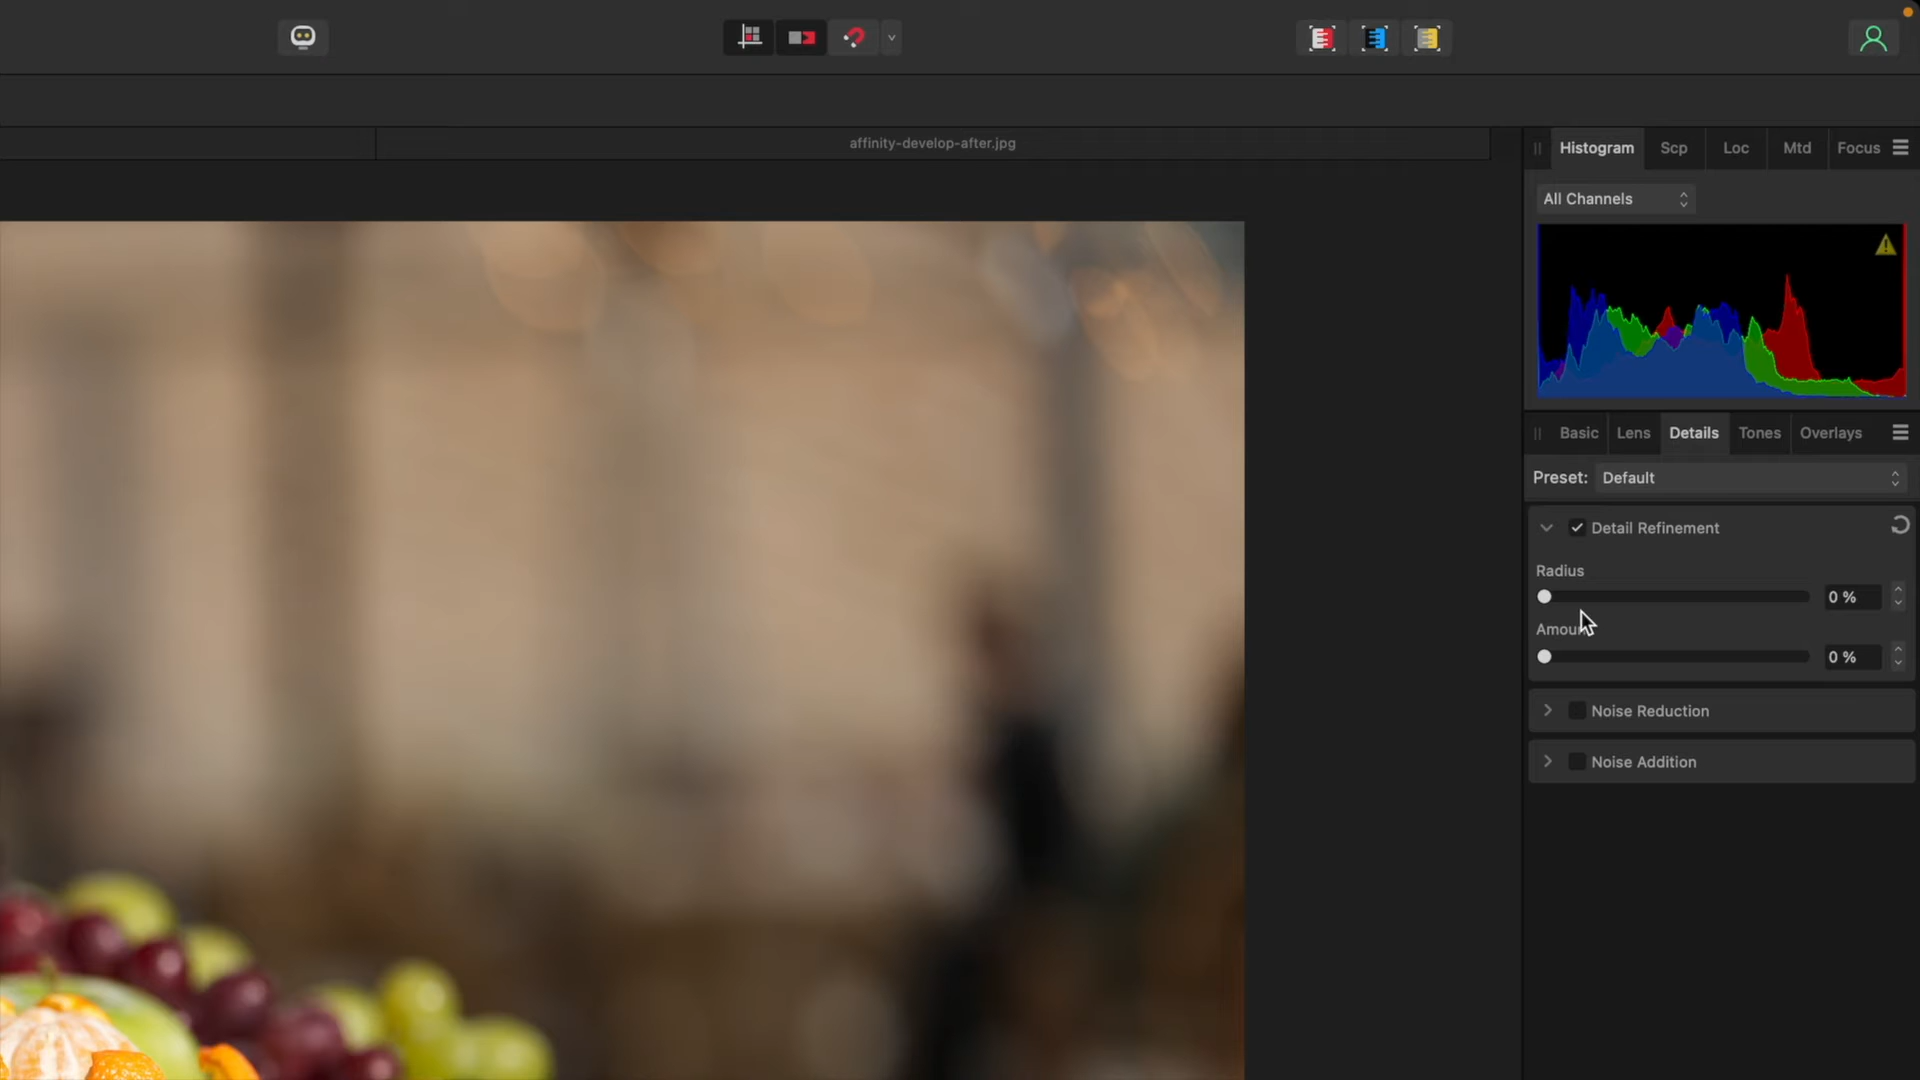 affinity-develop-after.jpg
Histogram Scp Loc Mtd Focus
All Channels
Basic Lens Details Tones Overlays
Preset: Default
Detail Refinement
Radius
0 %
Amoun
0 %
Noise Reduction
Noise Addition